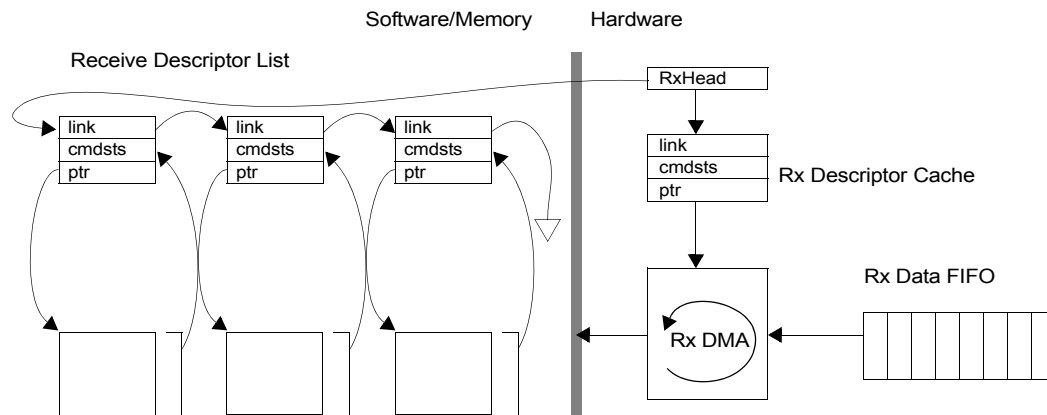 Software/Memory
Hardware
Receive Descriptor List
RxHead
link
cmdsts
ptr
link
cmdsts
ptr
link
cmdsts
ptr
link
cmdsts
ptr
Rx Descriptor Cache
Rx Data FIFO
Rx DMA